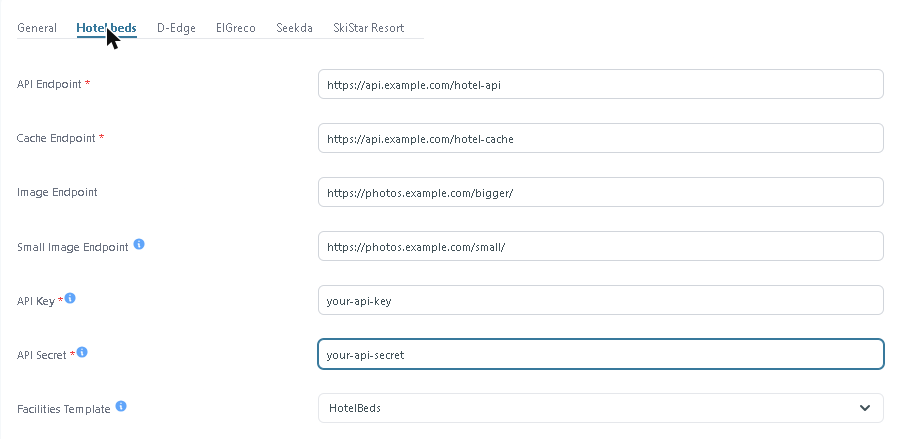 General Hotelbeds D-Edge ElGreco Seekda SkiStar Resort
API Endpoint * https://api.example.com/hotel-api
Cache Endpoint * https://api.example.com/hotel-cache
Image Endpoint https://photos.example.com/bigger/
Small Image Endpoint https://photos.example.com/small/
API Key * your-api-key
API Secret * your-api-secret
Facilities Template HotelBeds